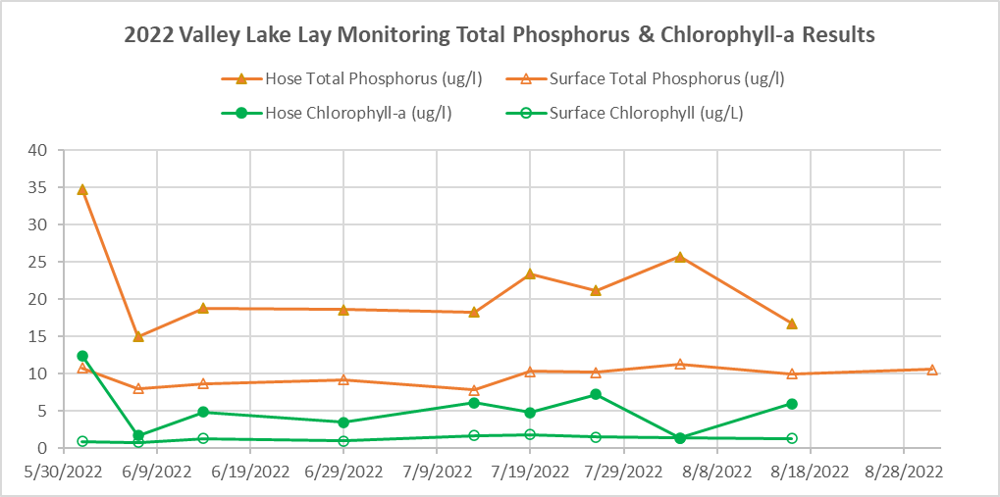 2022 Valley Lake Lay Monitoring Total Phosphorus & Chlorophyll-a Results
Hose Total Phosphorus (ug/l) Surface Total Phosphorus (ug/l)
Hose Chlorophyll-a (ug/l) Surface Chlorophyll (ug/L)
40
35
30
25
20
15
10
5
0
5/30/2022 6/9/2022 6/19/2022 6/29/2022 7/9/2022 7/19/2022 7/29/2022 8/8/2022 8/18/2022 8/28/2022